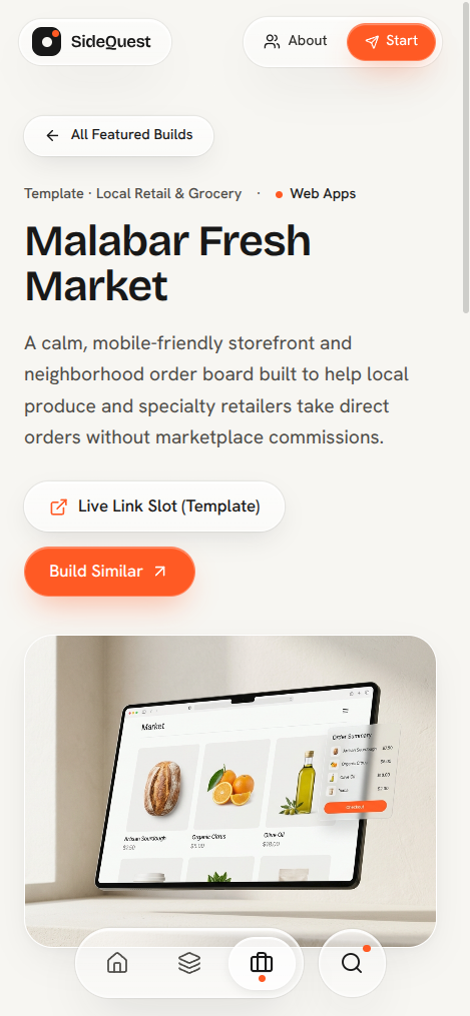 SideQuest
About
Start
All Featured Builds
Template · Local Retail & Grocery · Web Apps
Malabar Fresh
Market
A calm, mobile-friendly storefront and
neighborhood order board built to help local
produce and specialty retailers take direct
orders without marketplace commissions.
Live Link Slot (Template)
Build Similar
Market
Order Summary
Artisan Sourdough
Organic Citrus
Olive Oil